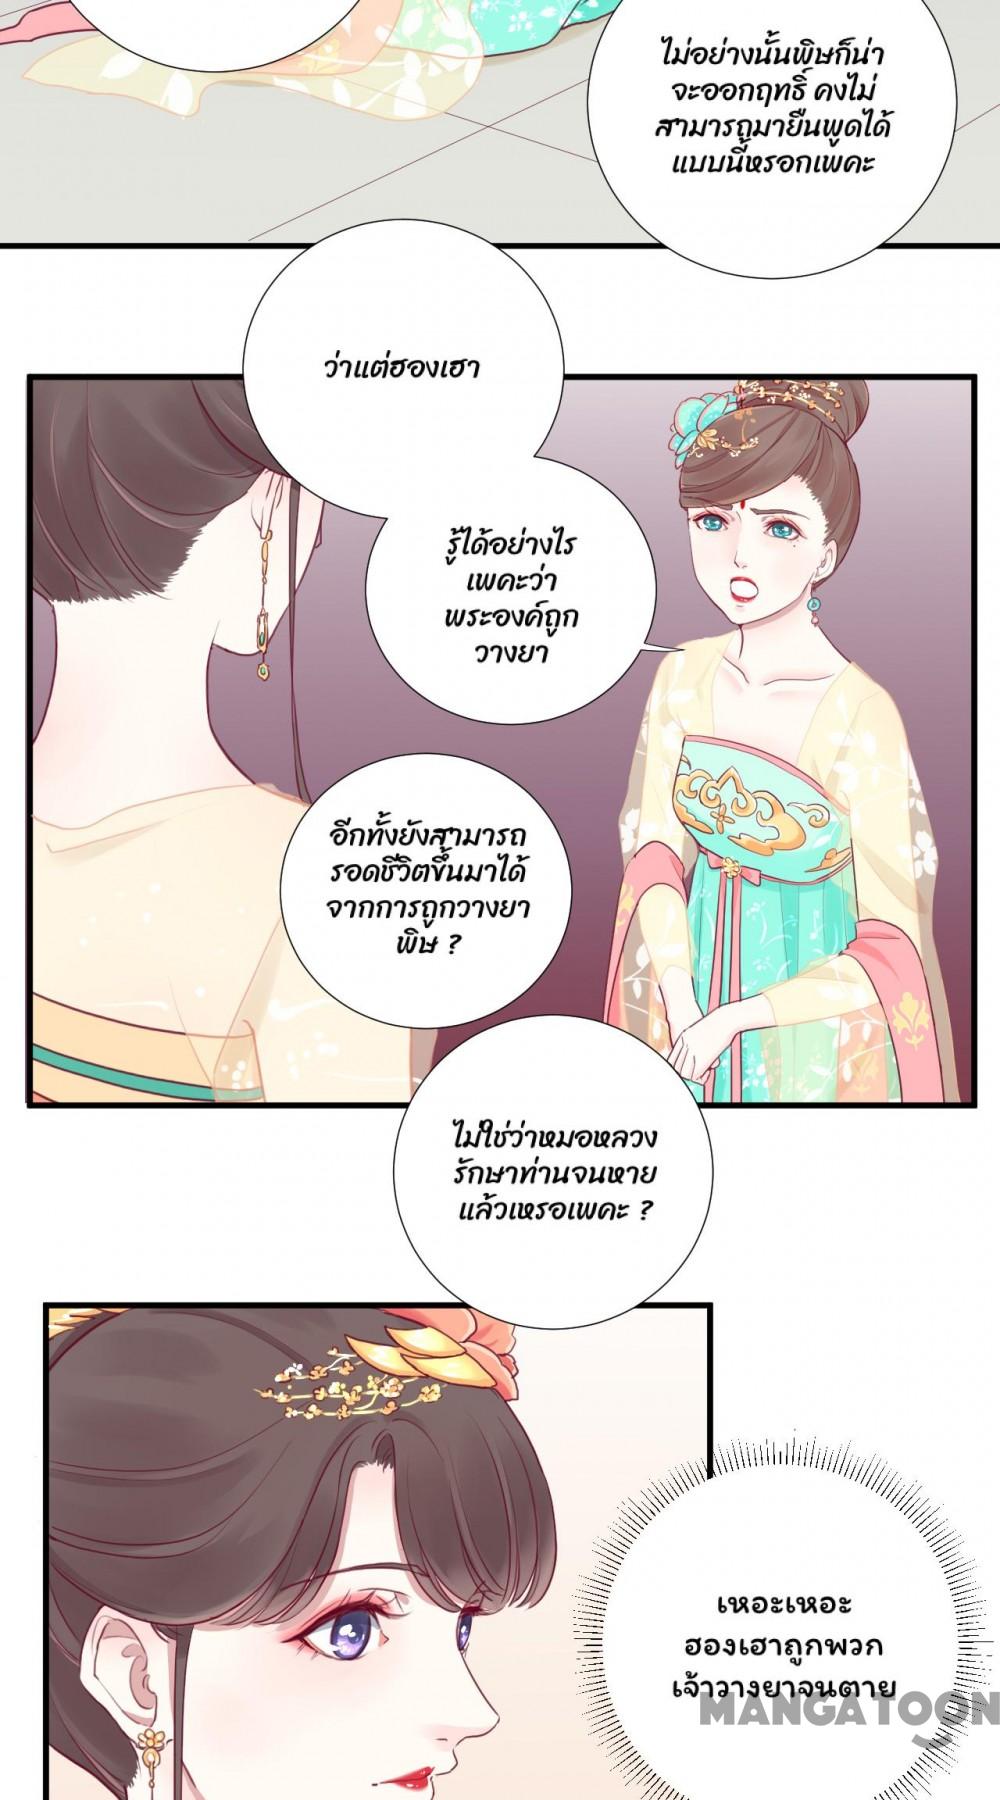 ไม่อย่างนั้นพิษก็น่า
จะออกฤทธิ์ คงไม่
สามารถมายืนพูดได้
แบบนี้หรอกเพคะ
ว่าแต่ฮองเฮา
รู้ได้อย่างไร
เพคะว่า
พระองค์ถูก
วางยา
อีกทั้งยังสามารถ
รอดชีวิตขึ้นมาได้
จากการถูกวางยา
พิษ ?
ไม่ใช่ว่าหมอหลวง
รักษาท่านจนหาย
แล้วเหรอเพคะ ?
เหอะเหอะ
ฮองเฮาถูกพวก
เจ้าวางยาจนตาย
MANGATOON